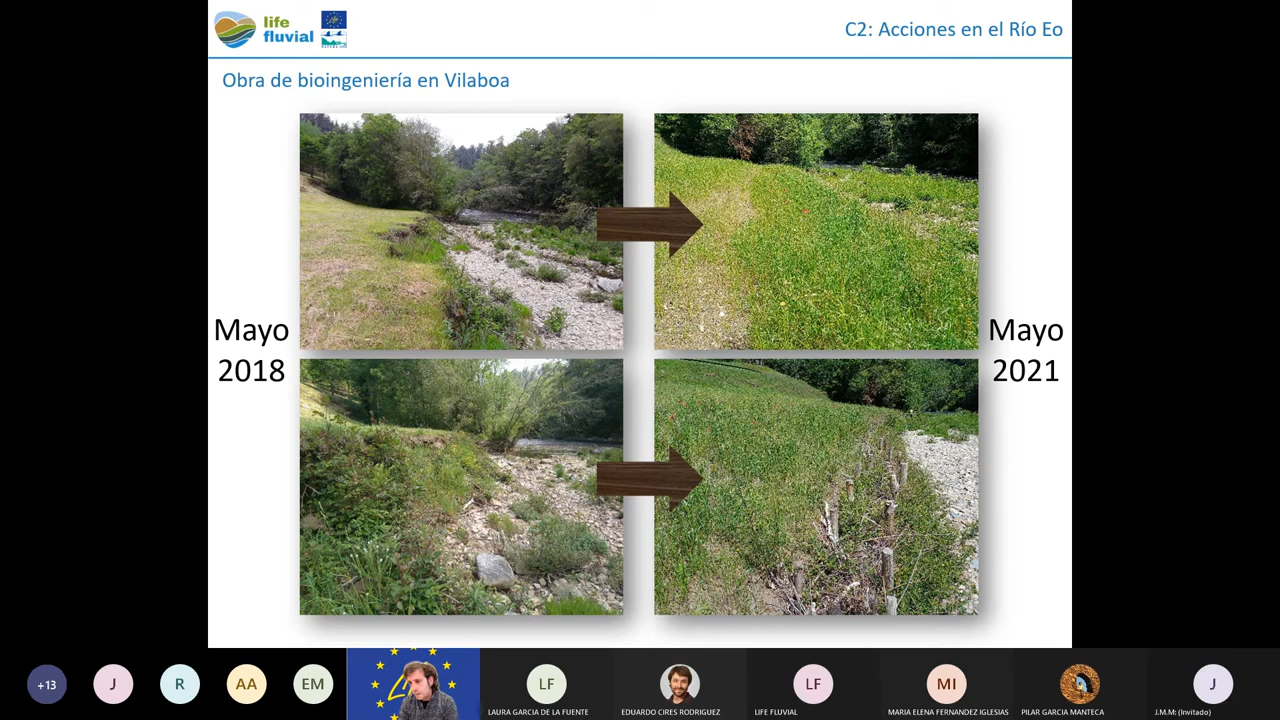 life
fluvial
C2: Acciones en el Río Eo
Obra de bioingeniería en Vilaboa
Mayo
2018
Mayo
2021
+13
J
R
AA
EM
LF
LF
MI
J
LAURA GARCIA DE LA FUENTE
EDUARDO CIRES RODRIGUEZ
LIFE FLUVIAL
MARIA ELENA FERNANDEZ IGLESIAS
PILAR GARCIA MANTECA
J.M.M: (Invitado)